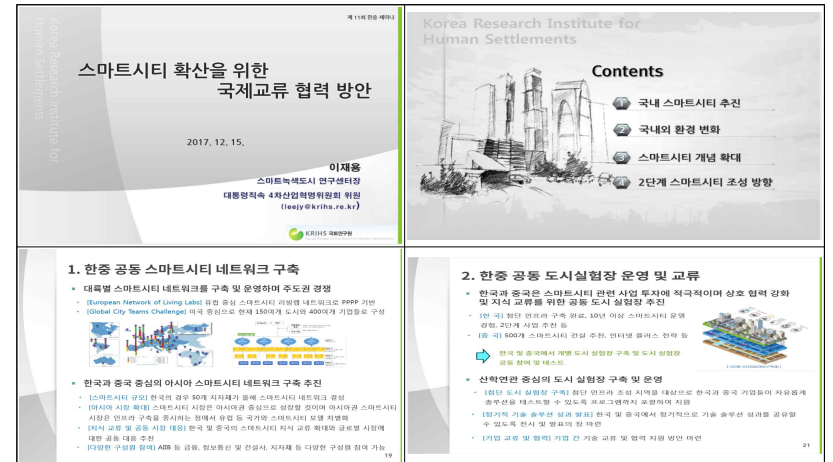 제 11회 한중 세미나
Korea Research Institute for
Human Settlements
스마트시티 확산을 위한
국제교류 협력 방안
2017. 12. 15.
이재용
스마트녹색도시 연구센터장
대통령직속 4차산업혁명위원회 위원
(leejy@krihs.re.kr)
KRIHS 국토연구원
Korea Research Institute for
Human Settlements
Contents
1 국내 스마트시티 추진
2 국내외 환경 변화
3 스마트시티 개념 확대
4 2단계 스마트시티 조성 방향
1. 한중 공동 스마트시티 네트워크 구축
▪ 대륙별 스마트시티 네트워크를 구축 및 운영하며 주도권 경쟁
- [European Network of Living Labs] 유럽 중심 스마트시티 리빙랩 네트워크로 PPPP 기반
- [Global City Teams Challenge] 미국 중심으로 현재 150여개 도시와 400여개 기업들로 구성
▪ 한국과 중국 중심의 아시아 스마트시티 네트워크 구축 추진
- [스마트시티 규모] 한국의 경우 50개 지자체가 올해 스마트시티 네트워크 결성
- [아시아 시장 확대] 스마트시티 시장은 아시아권 중심으로 성장할 것이며 아시아권 스마트시티
시장은 인프라 구축을 중시하는 점에서 유럽 등 국가와 스마트시티 모델 차별화
- [지식 교류 및 공동 시장 대응] 한국 및 중국의 스마트시티 지식 교류 확대와 글로벌 시장에
대한 공동 대응 추진
- [다양한 구성원 참여] AIIB 등 금융, 정보통신 및 건설사, 지자체 등 다양한 구성원 참여 가능
19
2. 한중 공동 도시실험장 운영 및 교류
▪ 한국과 중국은 스마트시티 관련 사업 투자에 적극적이며 상호 협력 강화
및 지식 교류를 위한 공동 도시 실험장 추진
- [한 국] 첨단 인프라 구축 완료, 10년 이상 스마트시티 운영
경험, 2단계 사업 추진 등
- [중 국] 500개 스마트시티 건설 추진, 인터넷 플러스 전략 등
한국 및 중국에서 개별 도시 실험장 구축 및 도시 실험장
공동 참여 및 테스트
▪ 산학연관 중심의 도시 실험장 구축 및 운영
- [첨단 도시 실험장 구축] 첨단 인프라 조성 지역을 대상으로 한국과 중국 기업들이 자유롭게
솔루션을 테스트할 수 있도록 프로그램까지 포함하여 지원
- [정기적 기술 솔루션 성과 발표] 한국 및 중국에서 정기적으로 기술 솔루션 성과를 공유할
수 있도록 전시 및 발표의 장 마련
- [기업 교류 및 협력] 기업 간 기술 교류 및 협력 지원 방안 마련
21